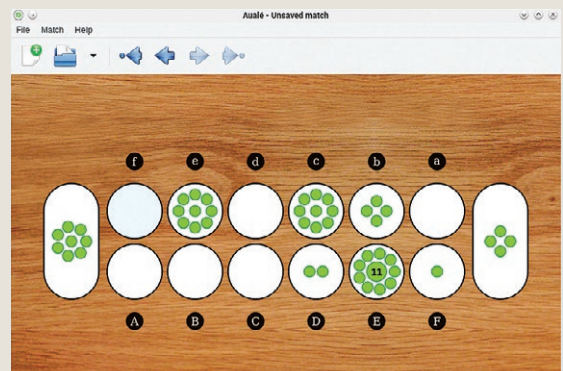 Aualé - Unsaved match
File Match Help
f e d c b a
11
A B C D E F